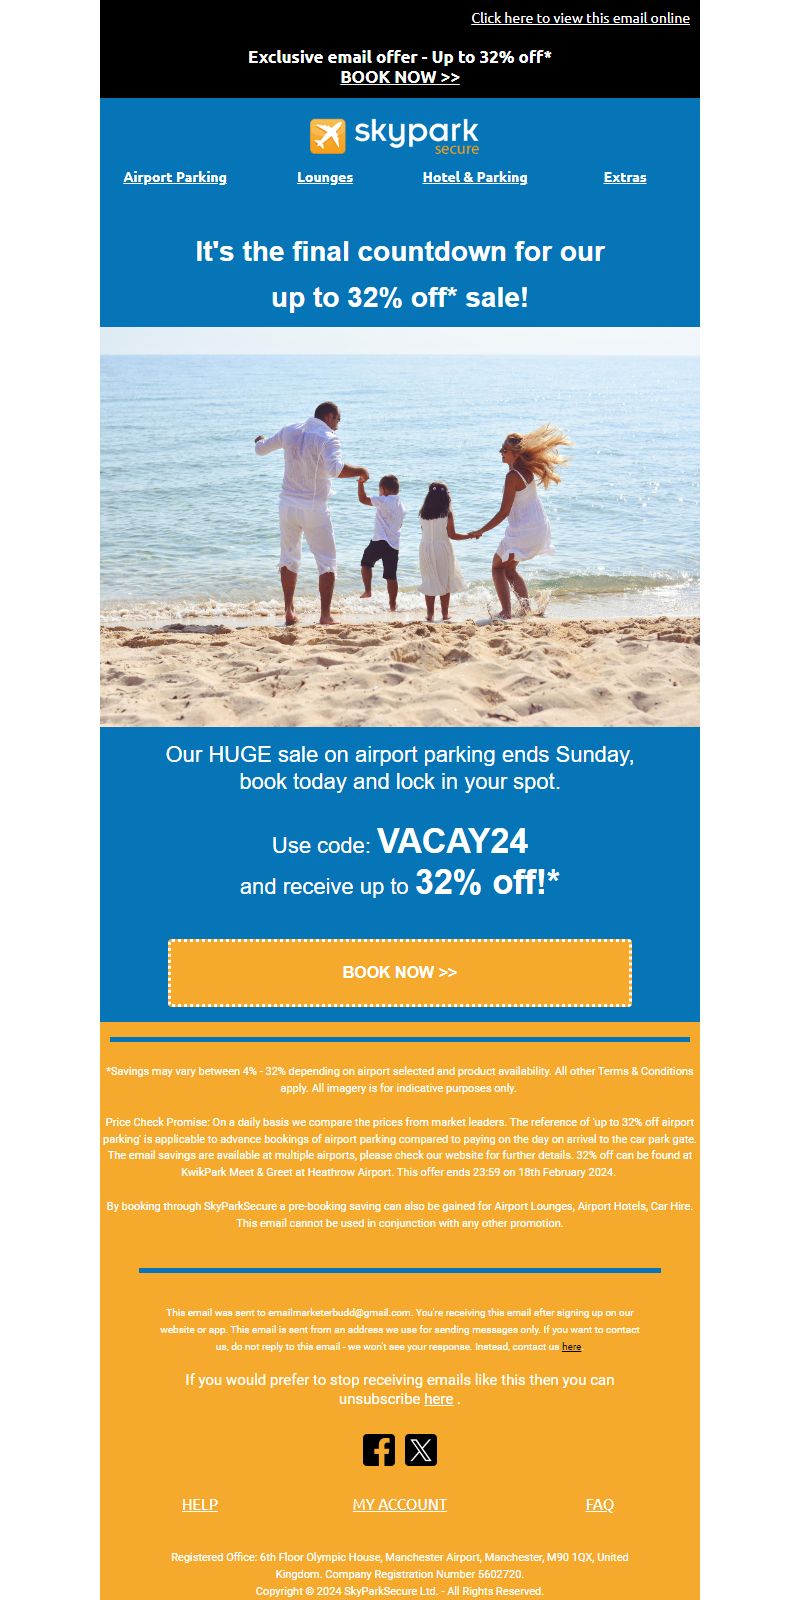 Click here to view this email online
Exclusive email offer - Up to 32% off*
BOOK NOW >>
skypark
secure
Airport Parking Lounges Hotel & Parking Extras
It's the final countdown for our
up to 32% off* sale!
Our HUGE sale on airport parking ends Sunday,
book today and lock in your spot.
Use code: VACAY24
and receive up to 32% off!*
BOOK NOW >>
*Savings may vary between 4% - 32% depending on airport selected and product availability. All other Terms & Conditions
apply. All imagery is for indicative purposes only.
Price Check Promise: On a daily basis we compare the prices from market leaders. The reference of 'up to 32% off airport
parking' is applicable to advance bookings of airport parking compared to paying on the day on arrival to the car park gate.
The email savings are available at multiple airports, please check our website for further details. 32% off can be found at
KwikPark Meet & Greet at Heathrow Airport. This offer ends 23:59 on 18th February 2024.
By booking through SkyParkSecure a pre-booking saving can also be gained for Airport Lounges, Airport Hotels, Car Hire.
This email cannot be used in conjunction with any other promotion.
This email was sent to emailmarketerbudd@gmail.com. You're receiving this email after signing up on our
website or app. This email is sent from an address we use for sending messages only. If you want to contact
us, do not reply to this email - we won't see your response. Instead, contact us here
If you would prefer to stop receiving emails like this then you can
unsubscribe here .
HELP MY ACCOUNT FAQ
Registered Office: 6th Floor Olympic House, Manchester Airport, Manchester, M90 1QX, United
Kingdom. Company Registration Number 5602720.
Copyright © 2024 SkyParkSecure Ltd. - All Rights Reserved.